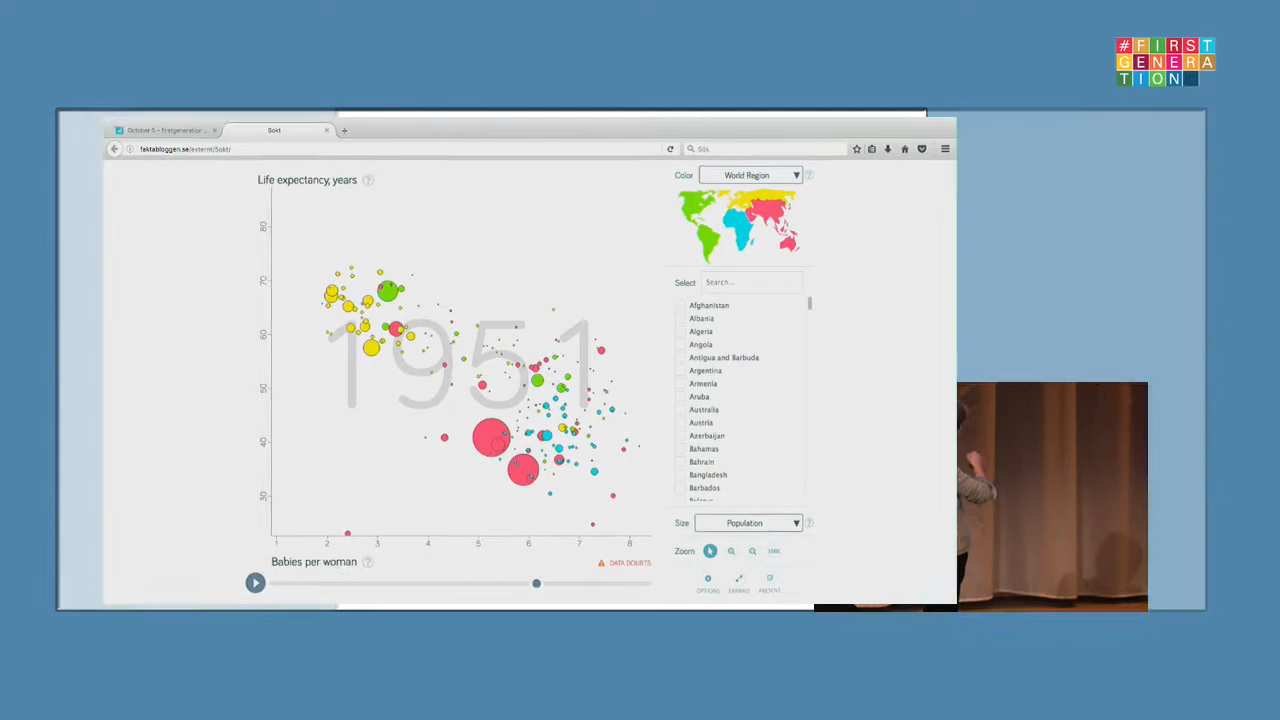 #FIRST
GENERA
TION
October 5 – firstgeneration ...
Sokt
faktabloggen.se/externt/Sokt/
Sök
Life expectancy, years
Color
World Region
Select
Search...
Afghanistan
Albania
Algeria
Angola
Antigua and Barbuda
Argentina
Armenia
Aruba
Australia
Austria
Azerbaijan
Bahamas
Bahrain
Bangladesh
Barbados
1951
80
70
60
50
40
30
1 2 3 4 5 6 7 8
Size
Population
Zoom
100%
Babies per woman
DATA DOUBTS
OPTIONS EXPAND PRESENT